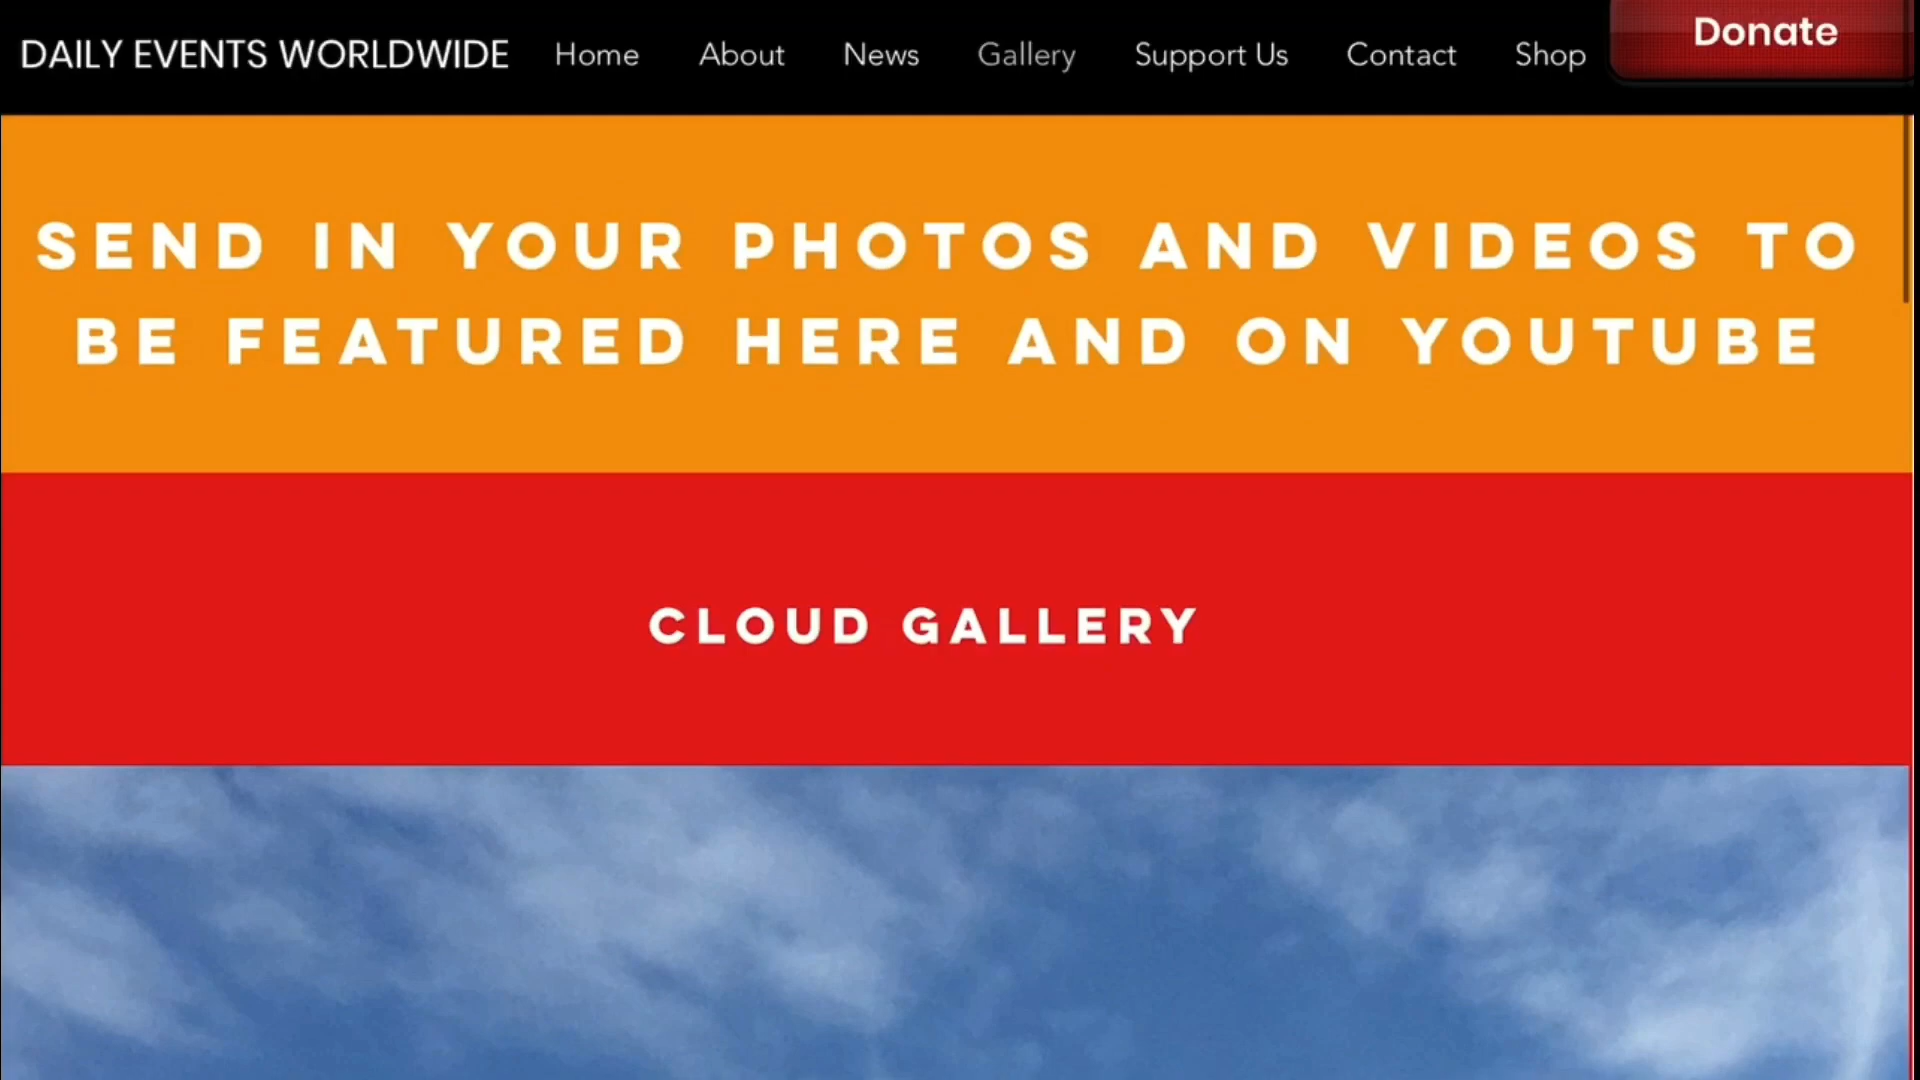 DAILY EVENTS WORLDWIDE Home About News Gallery Support Us Contact Shop Donate
SEND IN YOUR PHOTOS AND VIDEOS TO
BE FEATURED HERE AND ON YOUTUBE
CLOUD GALLERY